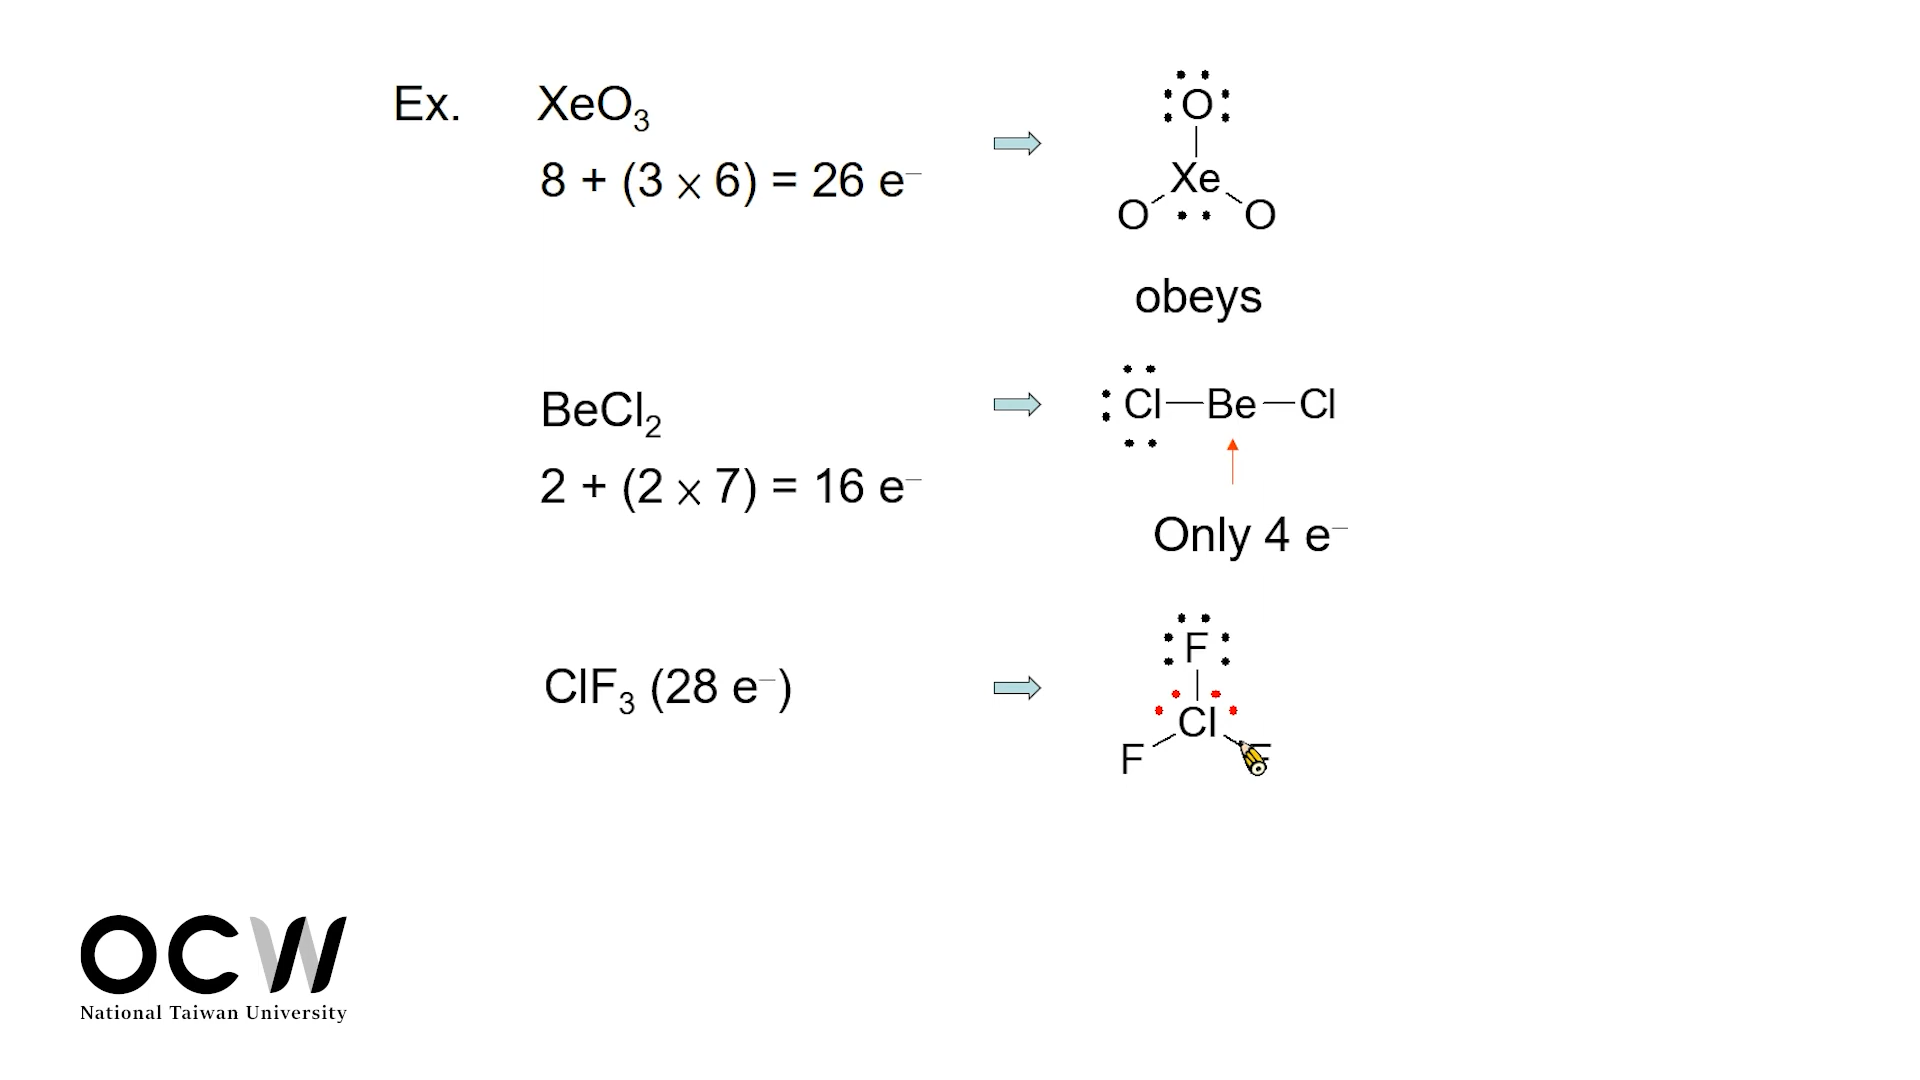 Ex. XeO₃
8 + (3 x 6) = 26 e⁻
O
Xe
O O
obeys
BeCl₂
Cl—Be—Cl
2 + (2 x 7) = 16 e⁻
Only 4 e⁻
ClF₃ (28 e⁻)
F
Cl
F F
OCW
National Taiwan University